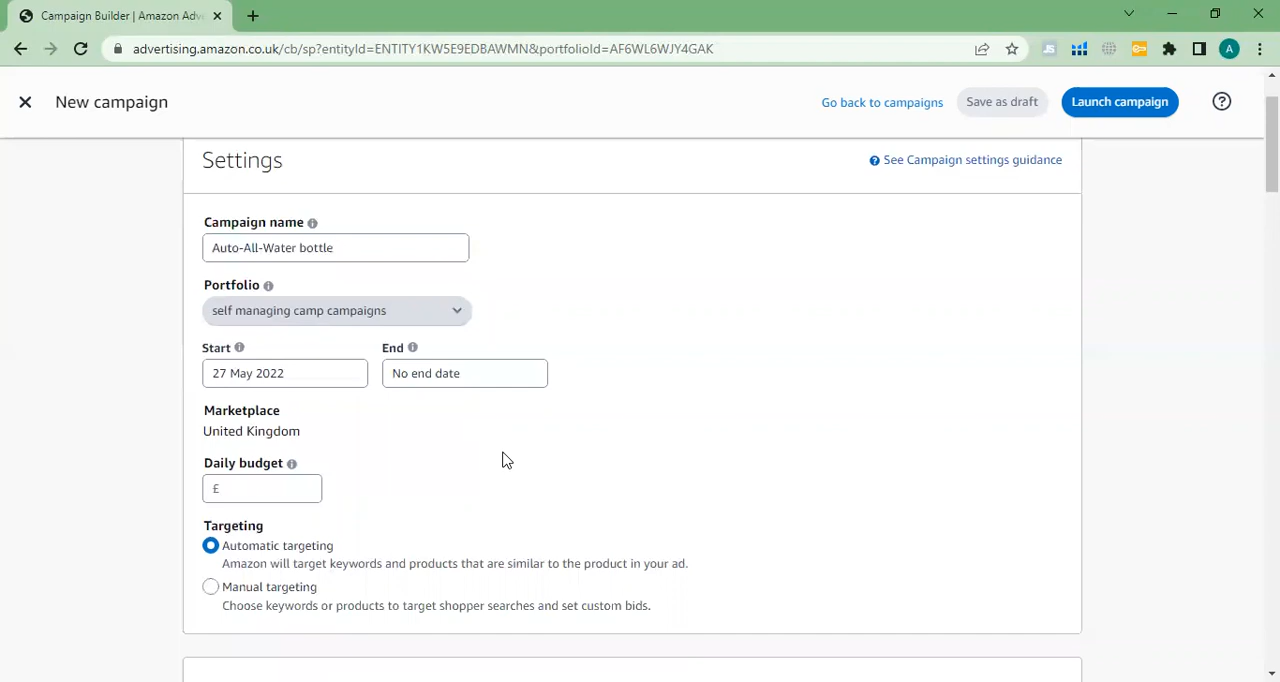 Campaign Builder | Amazon Adv
advertising.amazon.co.uk/cb/sp?entityId=ENTITY1KW5E9EDBAWMN&portfolioId=AF6WL6WJY4GAK
JS
A
New campaign
Go back to campaigns
Save as draft
Launch campaign
Settings
See Campaign settings guidance
Campaign name
Auto-All-Water bottle
Portfolio
self managing camp campaigns
Start End
27 May 2022 No end date
Marketplace
United Kingdom
Daily budget
£
Targeting
Automatic targeting
Amazon will target keywords and products that are similar to the product in your ad.
Manual targeting
Choose keywords or products to target shopper searches and set custom bids.